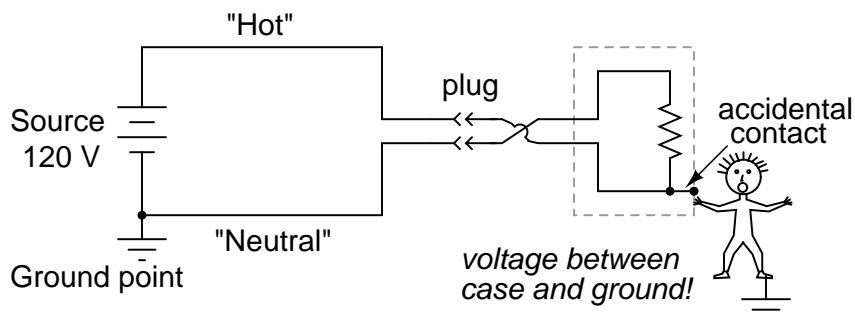 "Hot"
plug
Source
120 V
accidental
contact
"Neutral"
Ground point
voltage between
case and ground!